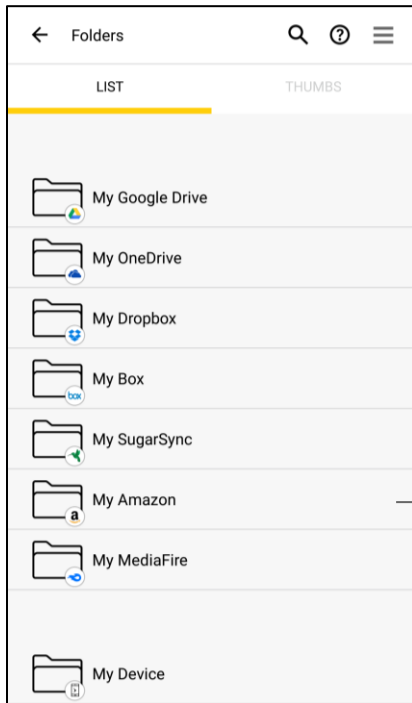 Folders
LIST THUMBS
My Google Drive
My OneDrive
My Dropbox
My Box
box
My SugarSync
My Amazon
a
My MediaFire
My Device